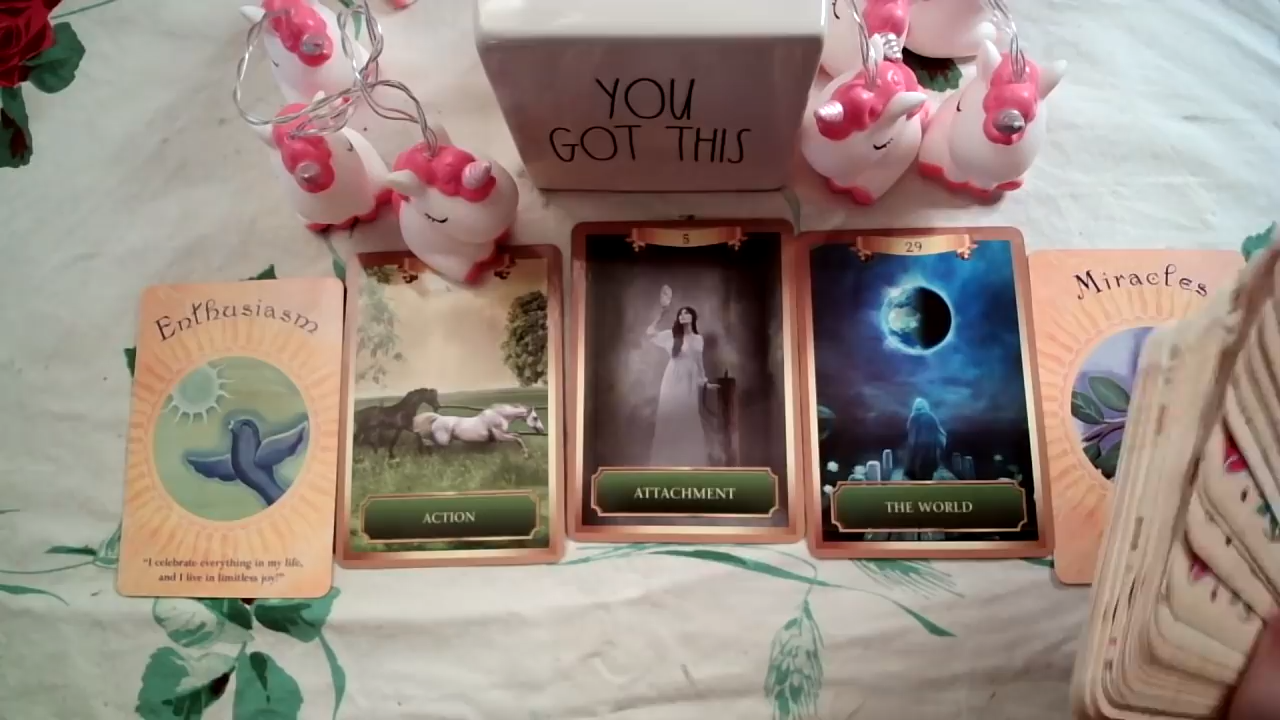 YOU
GOT THIS
Enthusiasm
"I celebrate everything in my life,
and I live in limitless joy!"
ACTION
5
ATTACHMENT
29
THE WORLD
Miracles